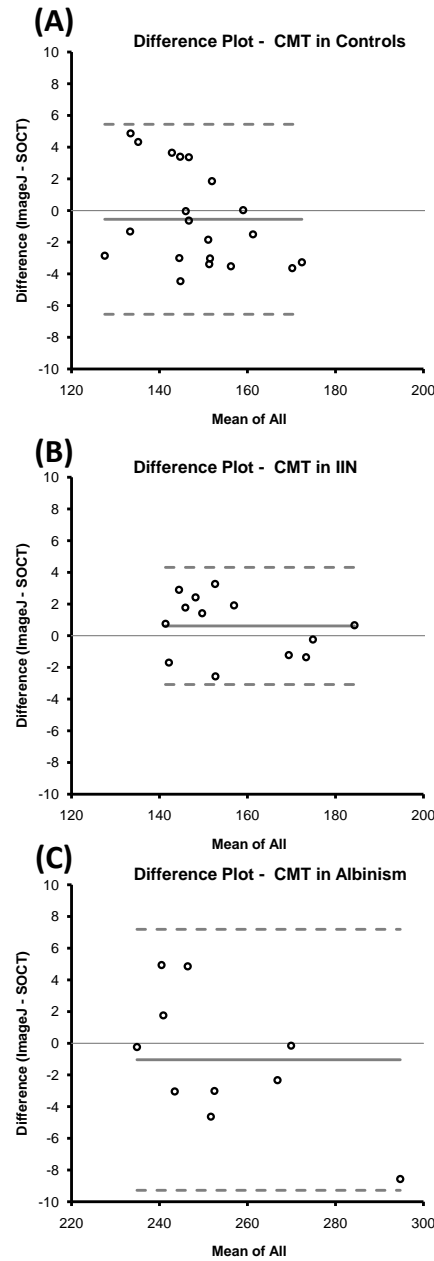 (A)
Difference Plot - CMT in Controls
10
8
6
4
2
0
-2
-4
-6
-8
-10
Difference (ImageJ - SOCT)
120 140 160 180 200
Mean of All
(B)
Difference Plot - CMT in IIN
10
8
6
4
2
0
-2
-4
-6
-8
-10
Difference (ImageJ - SOCT)
120 140 160 180 200
Mean of All
(C)
Difference Plot - CMT in Albinism
10
8
6
4
2
0
-2
-4
-6
-8
-10
Difference (ImageJ - SOCT)
220 240 260 280 300
Mean of All